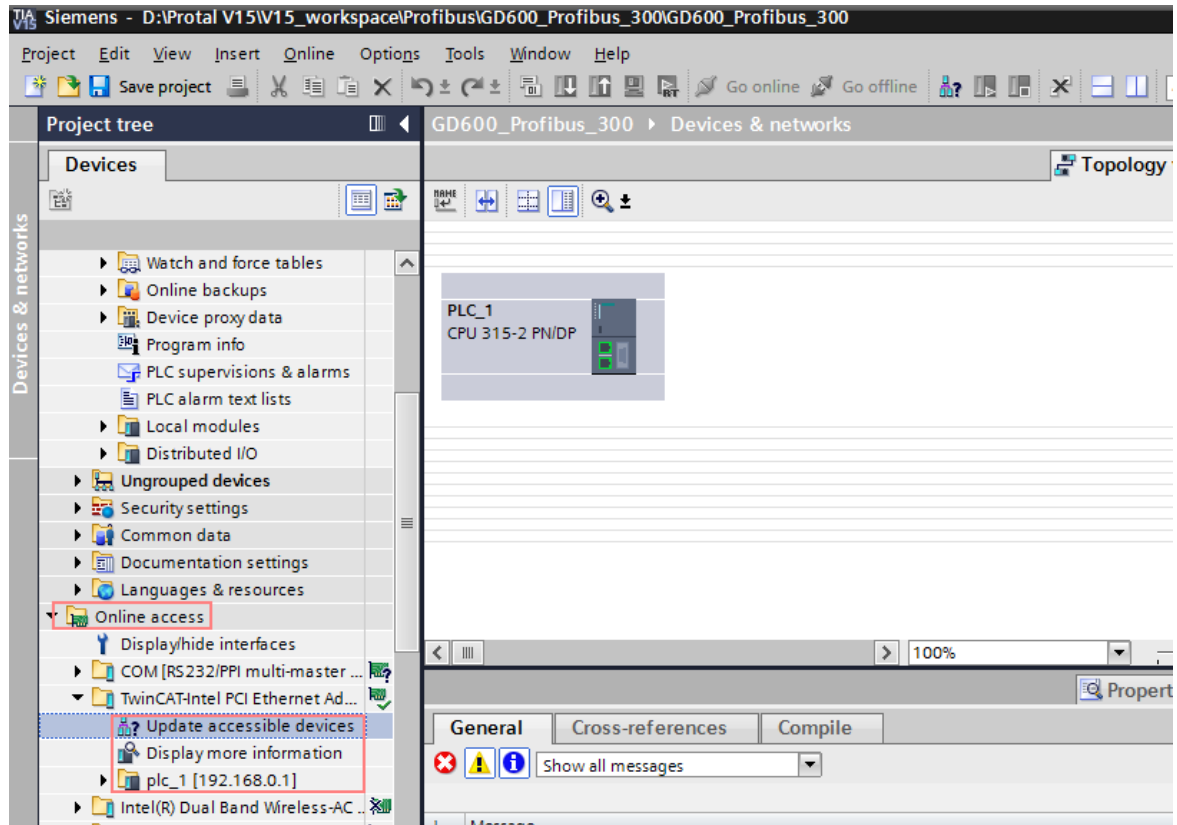 TIA V15 Siemens - D:\Protal V15\V15_workspace\Profibus\GD600_Profibus_300\GD600_Profibus_300
Project Edit View Insert Online Options Tools Window Help
Save project Go online Go offline
Project tree
GD600_Profibus_300 Devices & networks
Devices
Topology
Devices & networks
Watch and force tables
Online backups
Device proxy data
Program info
PLC supervisions & alarms
PLC alarm text lists
Local modules
Distributed I/O
Ungrouped devices
Security settings
Common data
Documentation settings
Languages & resources
Online access
Display/hide interfaces
COM [RS232/PPI multi-master ...
TwinCAT-Intel PCI Ethernet Ad...
Update accessible devices
Display more information
plc_1 [192.168.0.1]
Intel(R) Dual Band Wireless-AC ..
PLC_1
CPU 315-2 PN/DP
100%
Propert
General Cross-references Compile
Show all messages
Message